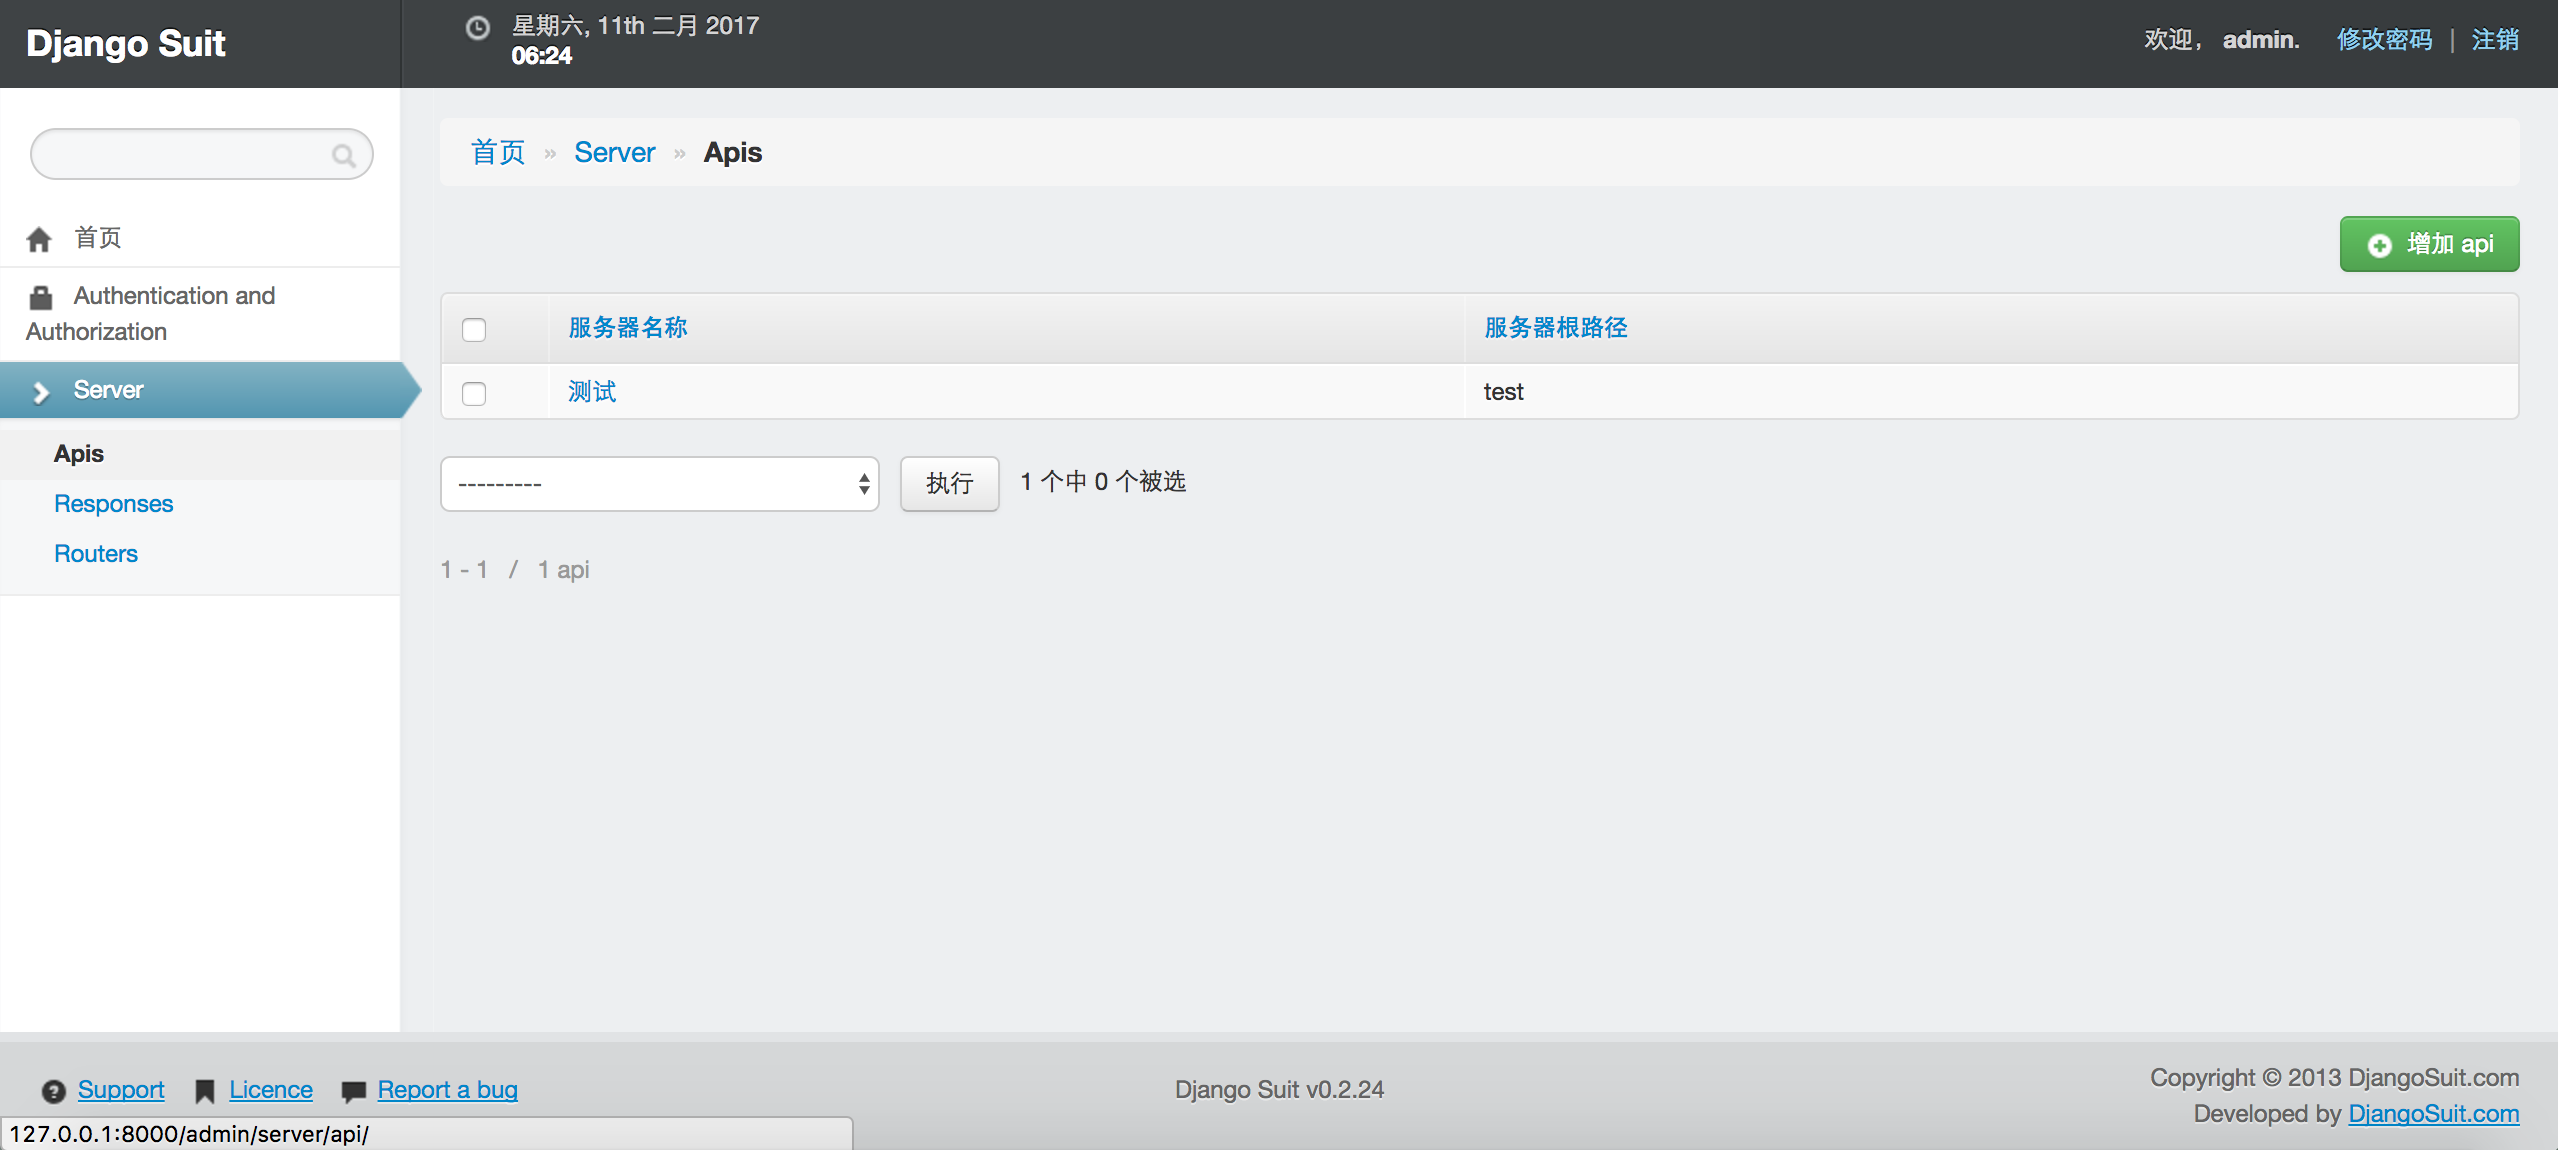 Django Suit
星期六, 11th 二月 2017
06:24
欢迎， admin. 修改密码 | 注销
首页
Authentication and
Authorization
Server
Apis
Responses
Routers
首页 » Server » Apis
增加 api
服务器名称 服务器根路径
测试 test
--------- 执行 1 个中 0 个被选
1 - 1 / 1 api
Support Licence Report a bug
Django Suit v0.2.24
Copyright © 2013 DjangoSuit.com
Developed by DjangoSuit.com
127.0.0.1:8000/admin/server/api/